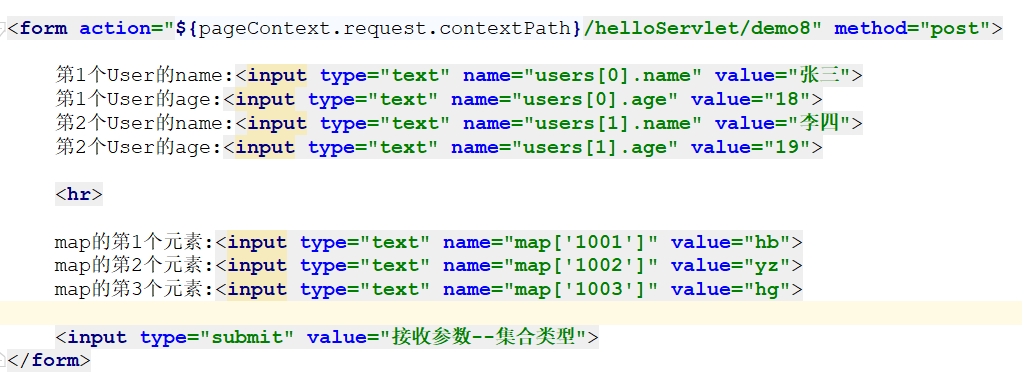 <form action="${pageContext.request.contextPath}/helloServlet/demo8" method="post">
第1个User的name:<input type="text" name="users[0].name" value="张三">
第1个User的age:<input type="text" name="users[0].age" value="18">
第2个User的name:<input type="text" name="users[1].name" value="李四">
第2个User的age:<input type="text" name="users[1].age" value="19">
<hr>
map的第1个元素:<input type="text" name="map['1001']" value="hb">
map的第2个元素:<input type="text" name="map['1002']" value="yz">
map的第3个元素:<input type="text" name="map['1003']" value="hg">
<input type="submit" value="接收参数--集合类型">
</form>